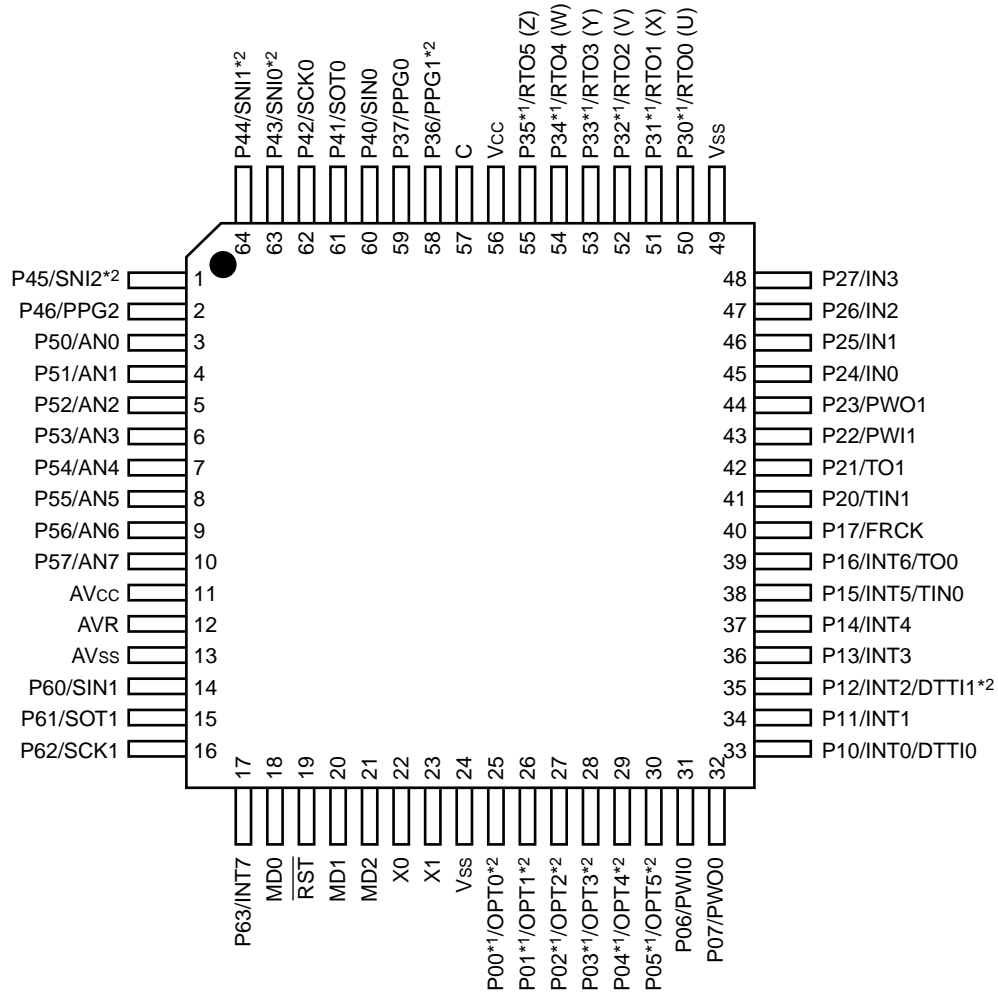 P44/SNI1*2
P43/SNI0*2
P42/SCK0
P41/SOT0
P40/SIN0
P37/PPG0
P36/PPG1*2
C
Vcc
P35*1/RTO5 (Z)
P34*1/RTO4 (W)
P33*1/RTO3 (Y)
P32*1/RTO2 (V)
P31*1/RTO1 (X)
P30*1/RTO0 (U)
Vss
64
63
62
61
60
59
58
57
56
55
54
53
52
51
50
49
P45/SNI2*2 1
P46/PPG2 2
P50/AN0 3
P51/AN1 4
P52/AN2 5
P53/AN3 6
P54/AN4 7
P55/AN5 8
P56/AN6 9
P57/AN7 10
AVcc 11
AVR 12
AVss 13
P60/SIN1 14
P61/SOT1 15
P62/SCK1 16
48 P27/IN3
47 P26/IN2
46 P25/IN1
45 P24/IN0
44 P23/PWO1
43 P22/PWI1
42 P21/TO1
41 P20/TIN1
40 P17/FRCK
39 P16/INT6/TO0
38 P15/INT5/TIN0
37 P14/INT4
36 P13/INT3
35 P12/INT2/DTTI1*2
34 P11/INT1
33 P10/INT0/DTTI0
17
18
19
20
21
22
23
24
25
26
27
28
29
30
31
32
P63/INT7
MD0
RST
MD1
MD2
X0
X1
Vss
P00*1/OPT0*2
P01*1/OPT1*2
P02*1/OPT2*2
P03*1/OPT3*2
P04*1/OPT4*2
P05*1/OPT5*2
P06/PWI0
P07/PWO0